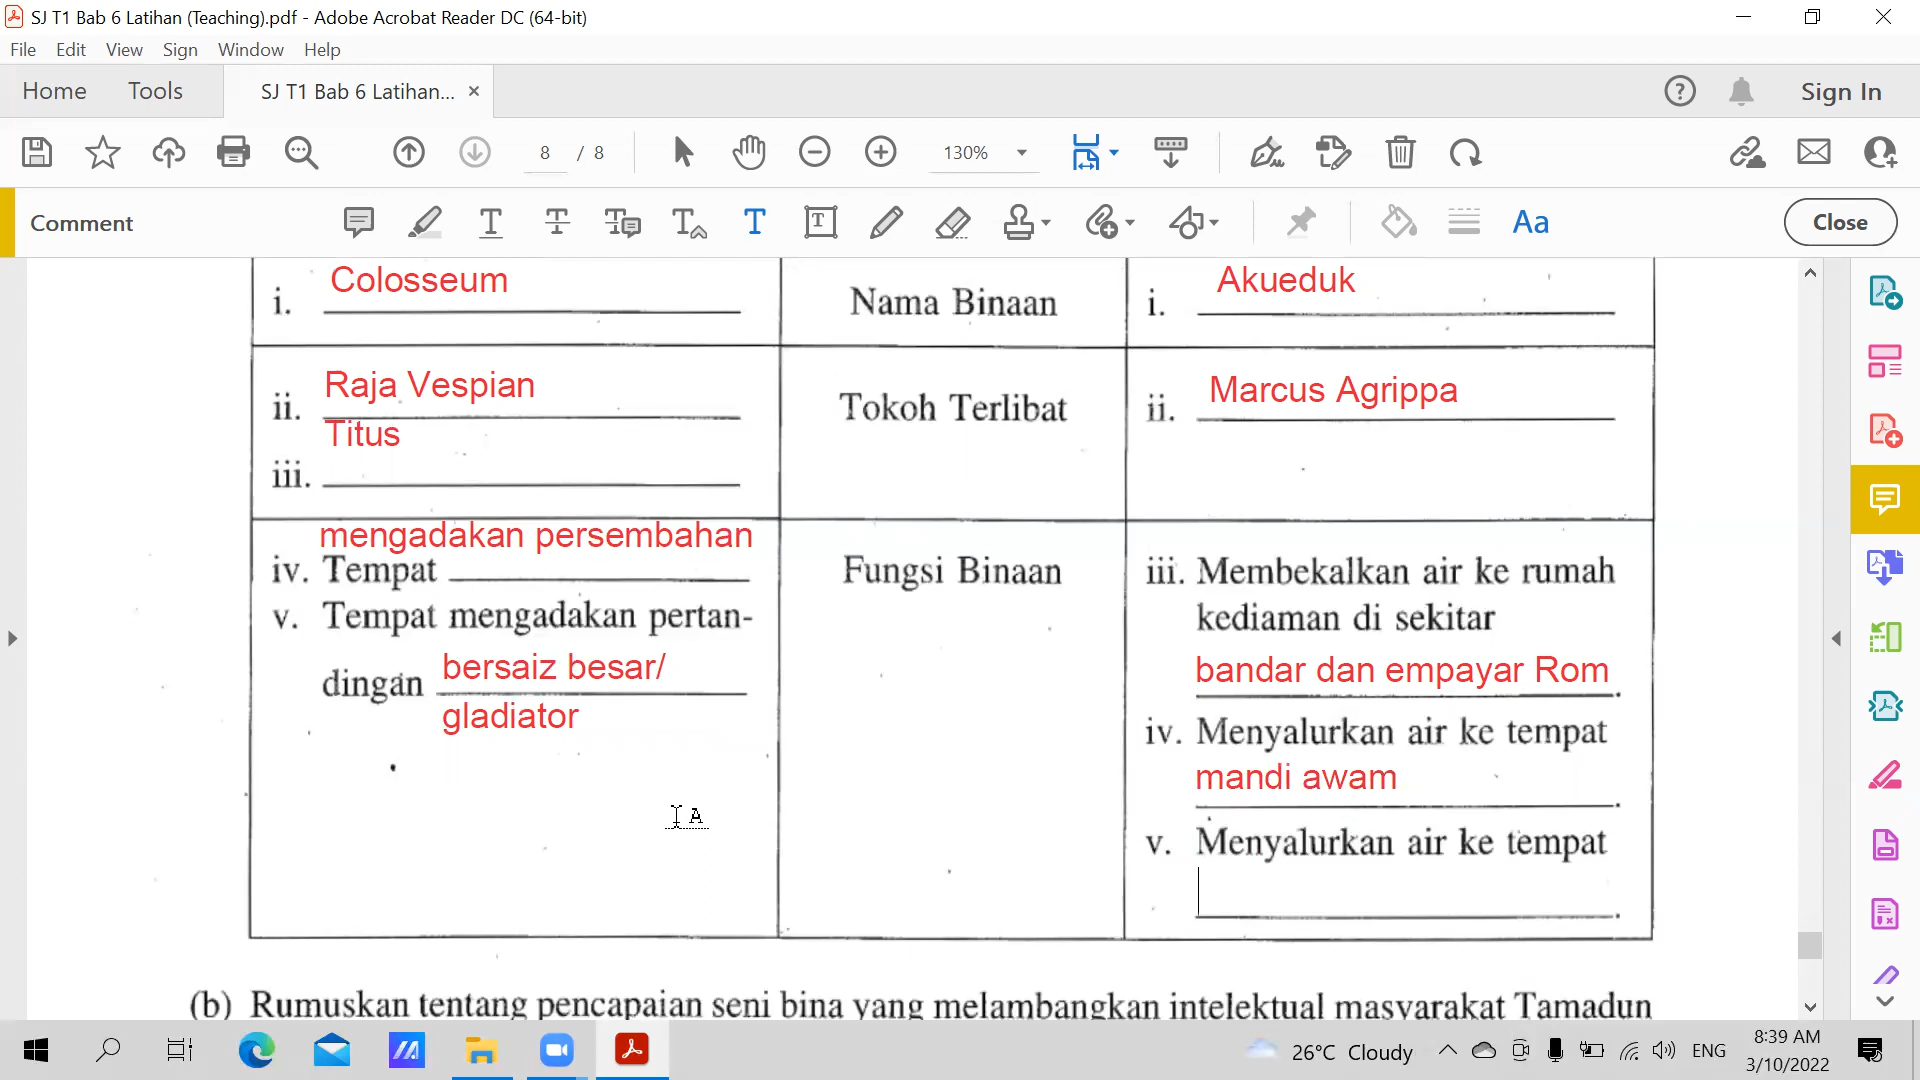 SJ T1 Bab 6 Latihan (Teaching).pdf - Adobe Acrobat Reader DC (64-bit)
File Edit View Sign Window Help
Home Tools SJ T1 Bab 6 Latihan... × Sign In
8 / 8 130%
Comment Aa Close
i. Colosseum
Nama Binaan
i. Akueduk
ii. Raja Vespian
Titus
iii.
Tokoh Terlibat
ii. Marcus Agrippa
mengadakan persembahan
iv. Tempat
v. Tempat mengadakan pertan-
dingan bersaiz besar/
gladiator
Fungsi Binaan
iii. Membekalkan air ke rumah
kediaman di sekitar
bandar dan empayar Rom.
iv. Menyalurkan air ke tempat
mandi awam.
v. Menyalurkan air ke tempat
.
(b) Rumuskan tentang pencapaian seni bina yang melambangkan intelektual masyarakat Tamadun
26°C Cloudy ENG 8:39 AM
3/10/2022